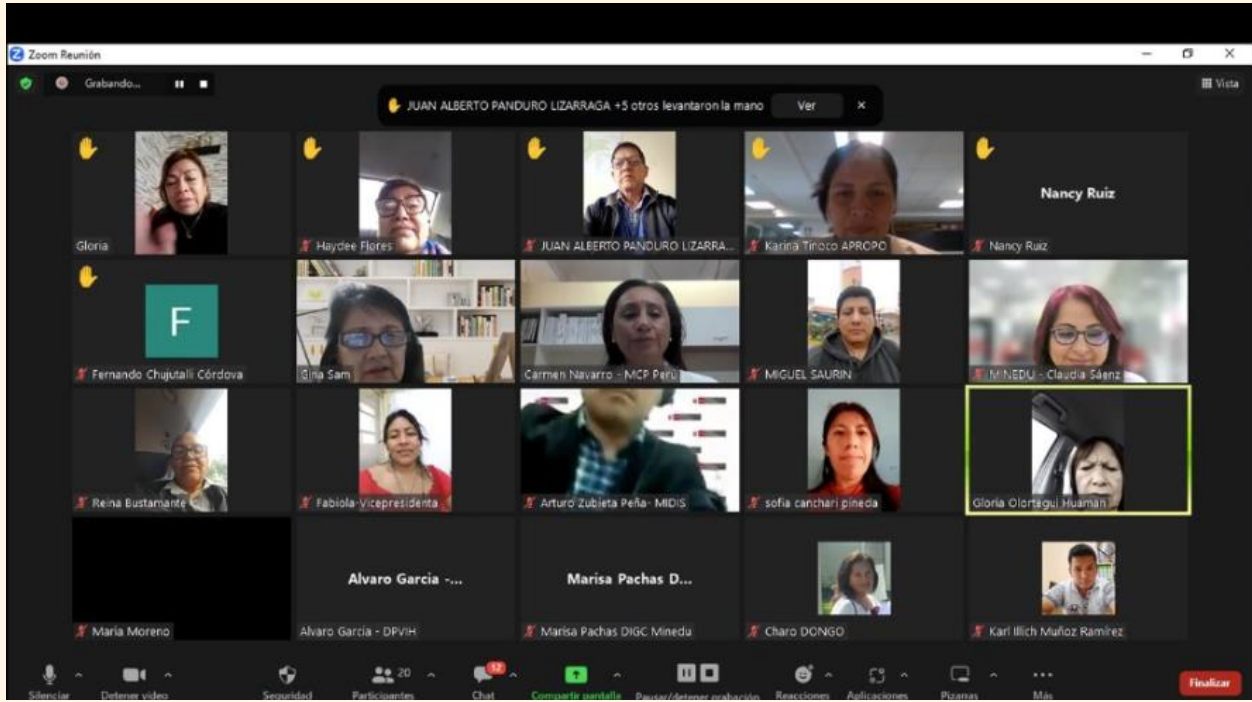 Zoom Reunión
Grabando...
Vista
JUAN ALBERTO PANDURO LIZARRAGA +5 otros levantaron la mano
Ver
Gloria
Haydee Flores
JUAN ALBERTO PANDURO LIZARRA...
Karina Tinoco APROPO
Nancy Ruiz
Nancy Ruiz
F
Fernando Chujutalli Córdova
Gina Sam
Carmen Navarro - MCP Perú
MIGUEL SAURIN
MINEDU - Claudia Sáenz
Reina Bustamante
Fabiola-Vicepresidenta
Arturo Zubieta Peña- MIDIS
sofia canchari pineda
Gloria Olortegui Huaman
Maria Moreno
Alvaro Garcia -...
Alvaro Garcia - DPVIH
Marisa Pachas D...
Marisa Pachas DIGC Minedu
Charo DONGO
Karl Illich Muñoz Ramírez
Silenciar
Detener video
Seguridad
20
Participantes
12
Chat
Compartir pantalla
Pausar/detener grabación
Reacciones
Aplicaciones
Pizarras
Más
Finalizar